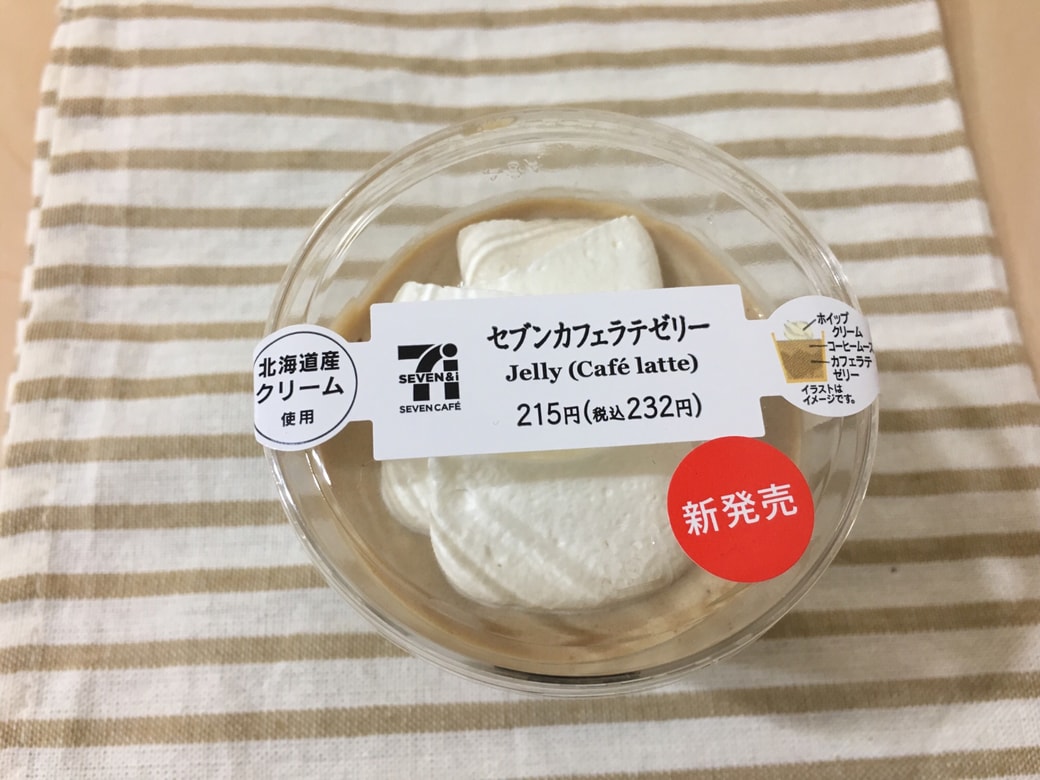 北海道産
クリーム
使用
SEVEN&i
SEVEN CAFÉ
セブンカフェラテゼリー
Jelly (Café latte)
215円(税込232円)
ホイップ
クリーム
コーヒームース
カフェラテ
ゼリー
イラストは
イメージです。
新発売